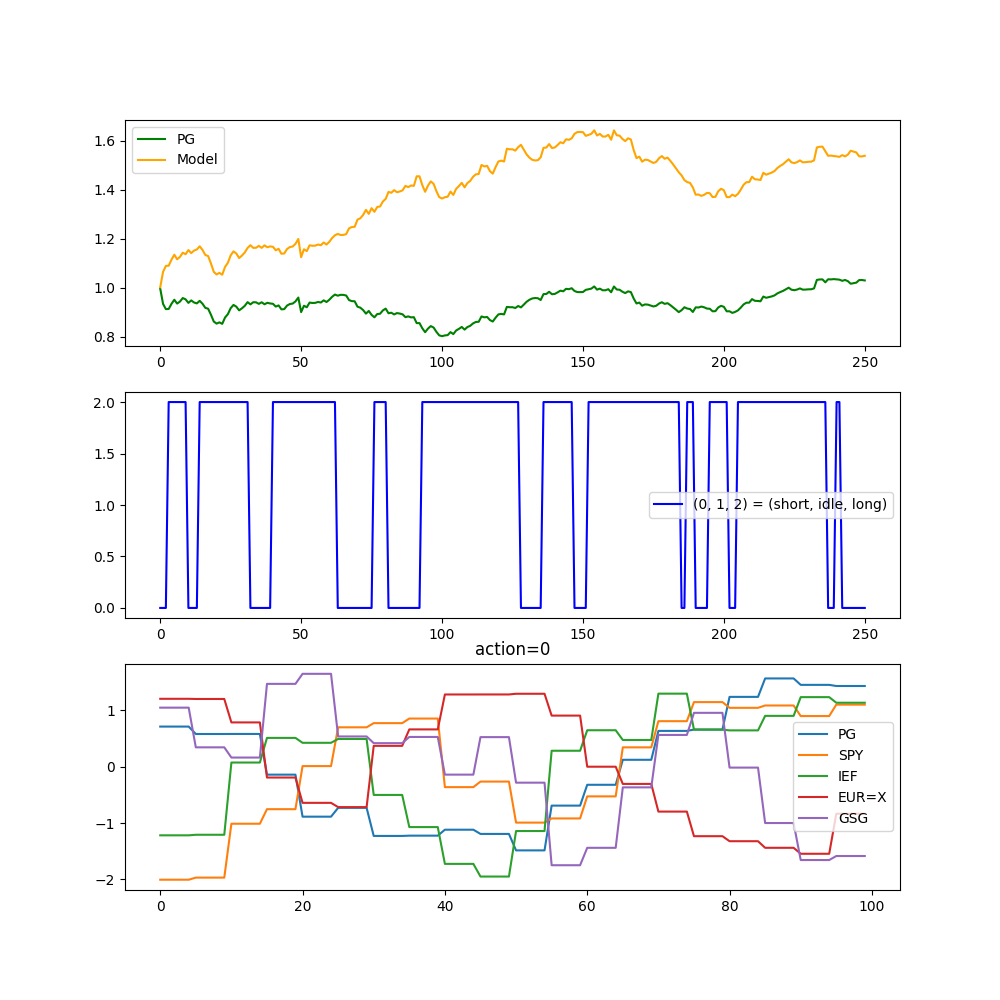 1.6
1.4
1.2
1.0
0.8
PG
Model
0 50 100 150 200 250
2.0
1.5
1.0
0.5
0.0
(0, 1, 2) = (short, idle, long)
0 50 100 150 200 250
action=0
1
0
−1
−2
PG
SPY
IEF
EUR=X
GSG
0 20 40 60 80 100